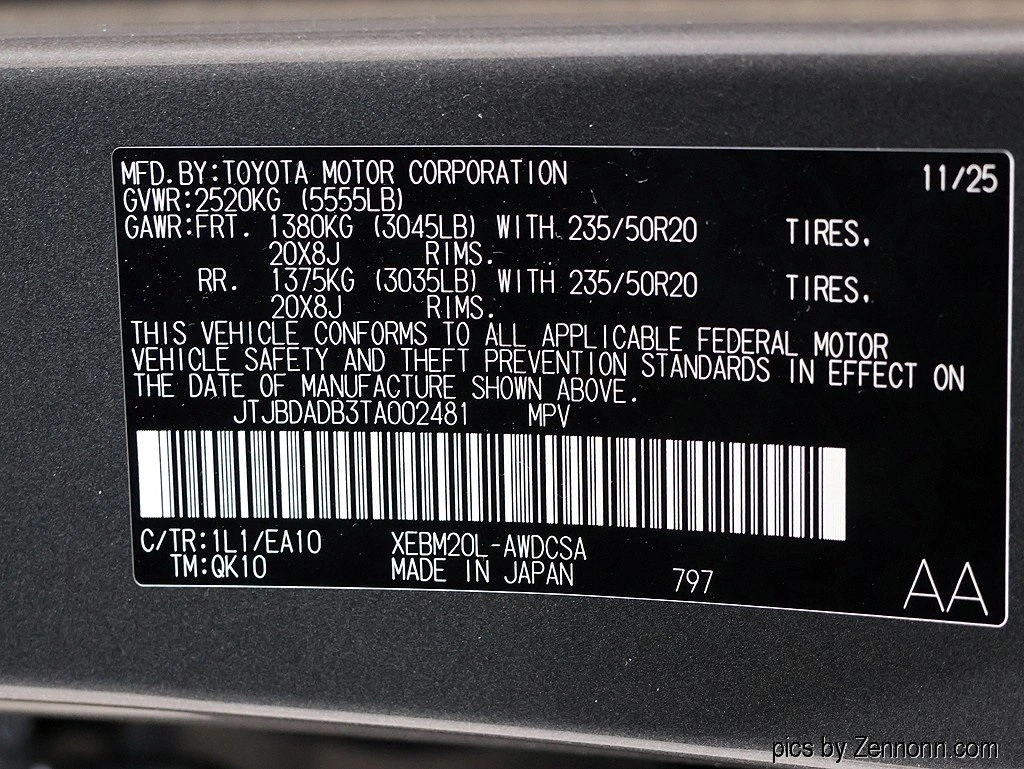 MFD.BY:TOYOTA MOTOR CORPORATION 11/25
GVWR:2520KG (5555LB)
GAWR:FRT. 1380KG (3045LB) WITH 235/50R20 TIRES.
20X8J RIMS.
RR. 1375KG (3035LB) WITH 235/50R20 TIRES.
20X8J RIMS.
THIS VEHICLE CONFORMS TO ALL APPLICABLE FEDERAL MOTOR
VEHICLE SAFETY AND THEFT PREVENTION STANDARDS IN EFFECT ON
THE DATE OF MANUFACTURE SHOWN ABOVE.
JTJBDADB3TA002481 MPV
C/TR:1L1/EA10 XEBM20L-AWDCSA
TM:QK10 MADE IN JAPAN 797 AA
pics by Zennonn.com